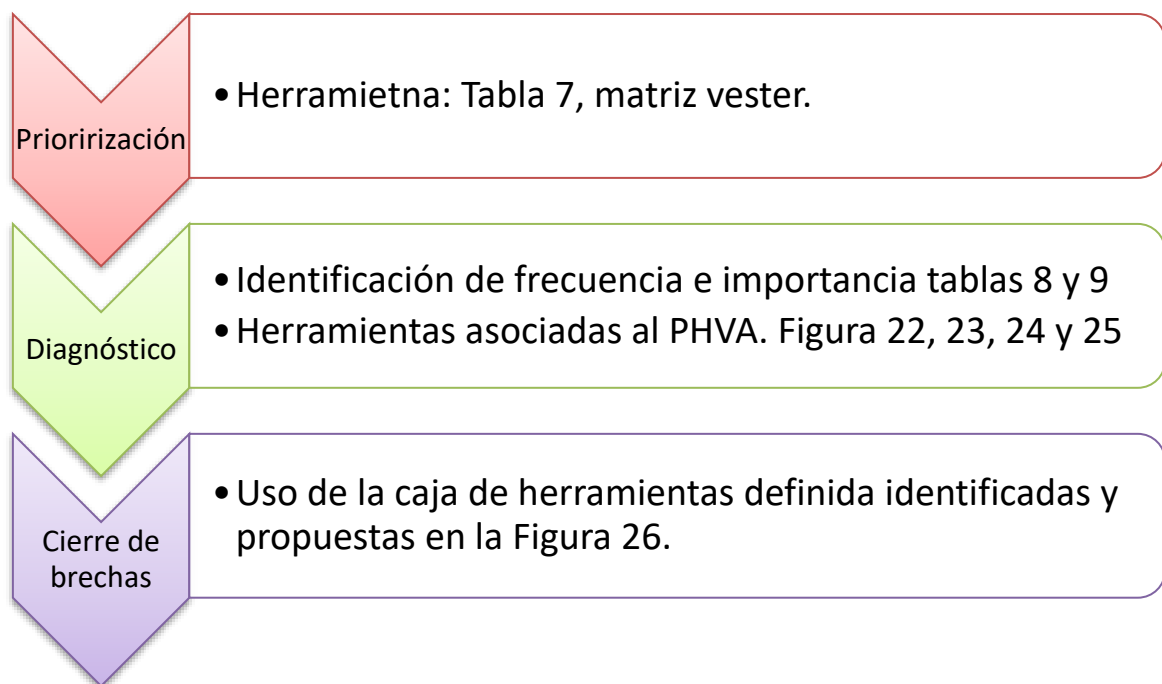 Priorirización
• Herramietna: Tabla 7, matriz vester.
Diagnóstico
• Identificación de frecuencia e importancia tablas 8 y 9
• Herramientas asociadas al PHVA. Figura 22, 23, 24 y 25
Cierre de
brechas
• Uso de la caja de herramientas definida identificadas y
propuestas en la Figura 26.